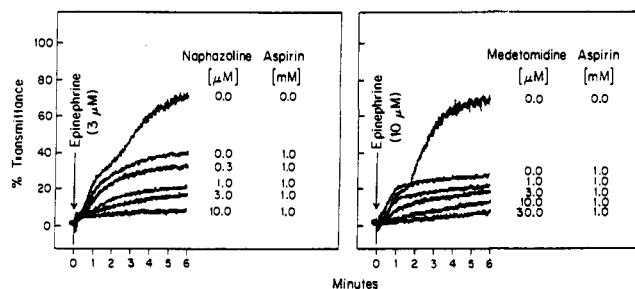 % Transmittance
100
80
60
40
20
0
Epinephrine
(3 μM)
Naphazoline Aspirin
[μM] [mM]
0.0 0.0
0.0 1.0
0.3 1.0
1.0 1.0
3.0 1.0
10.0 1.0
0 1 2 3 4 5 6
Epinephrine
(10 μM)
Medetomidine Aspirin
[μM] [mM]
0.0 0.0
0.0 1.0
1.0 1.0
3.0 1.0
10.0 1.0
30.0 1.0
0 1 2 3 4 5 6
Minutes